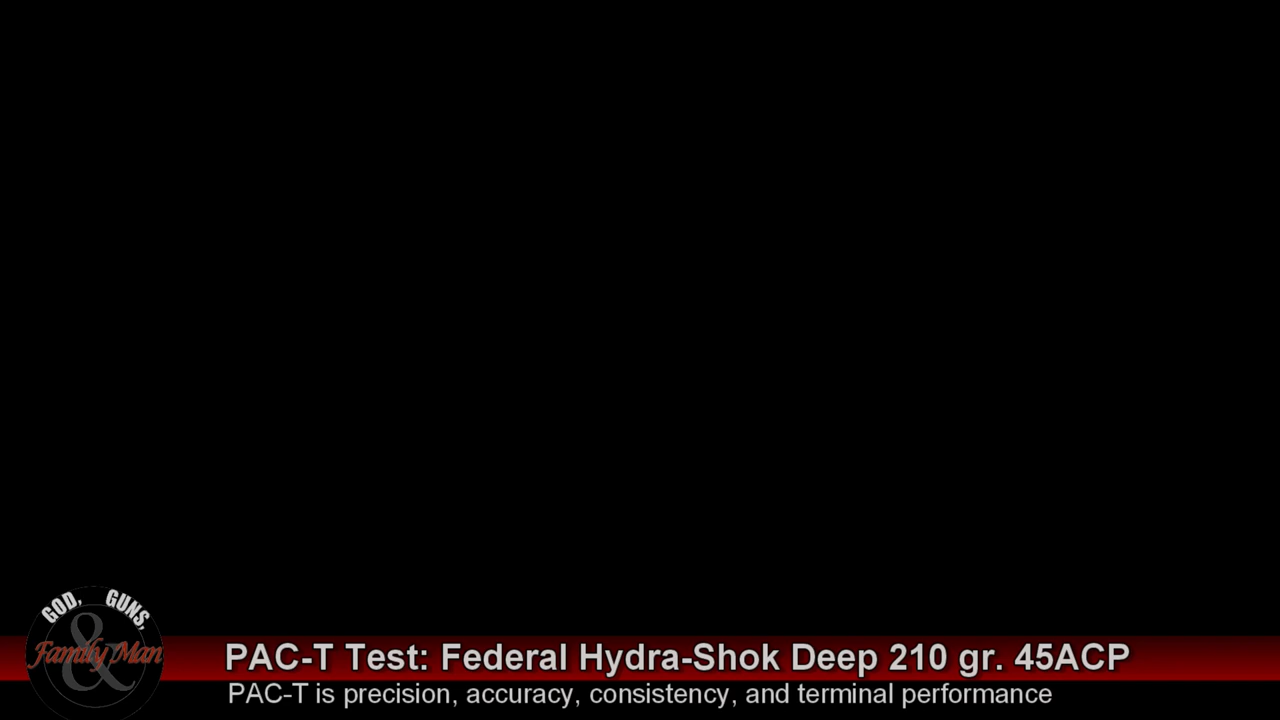 GOD, GUNS,
&
Family Man
PAC-T Test: Federal Hydra-Shok Deep 210 gr. 45ACP
PAC-T is precision, accuracy, consistency, and terminal performance